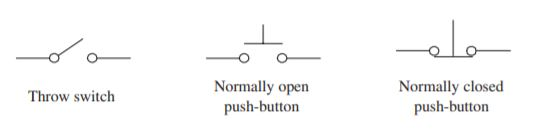 Throw switch
Normally open
push-button
Normally closed
push-button